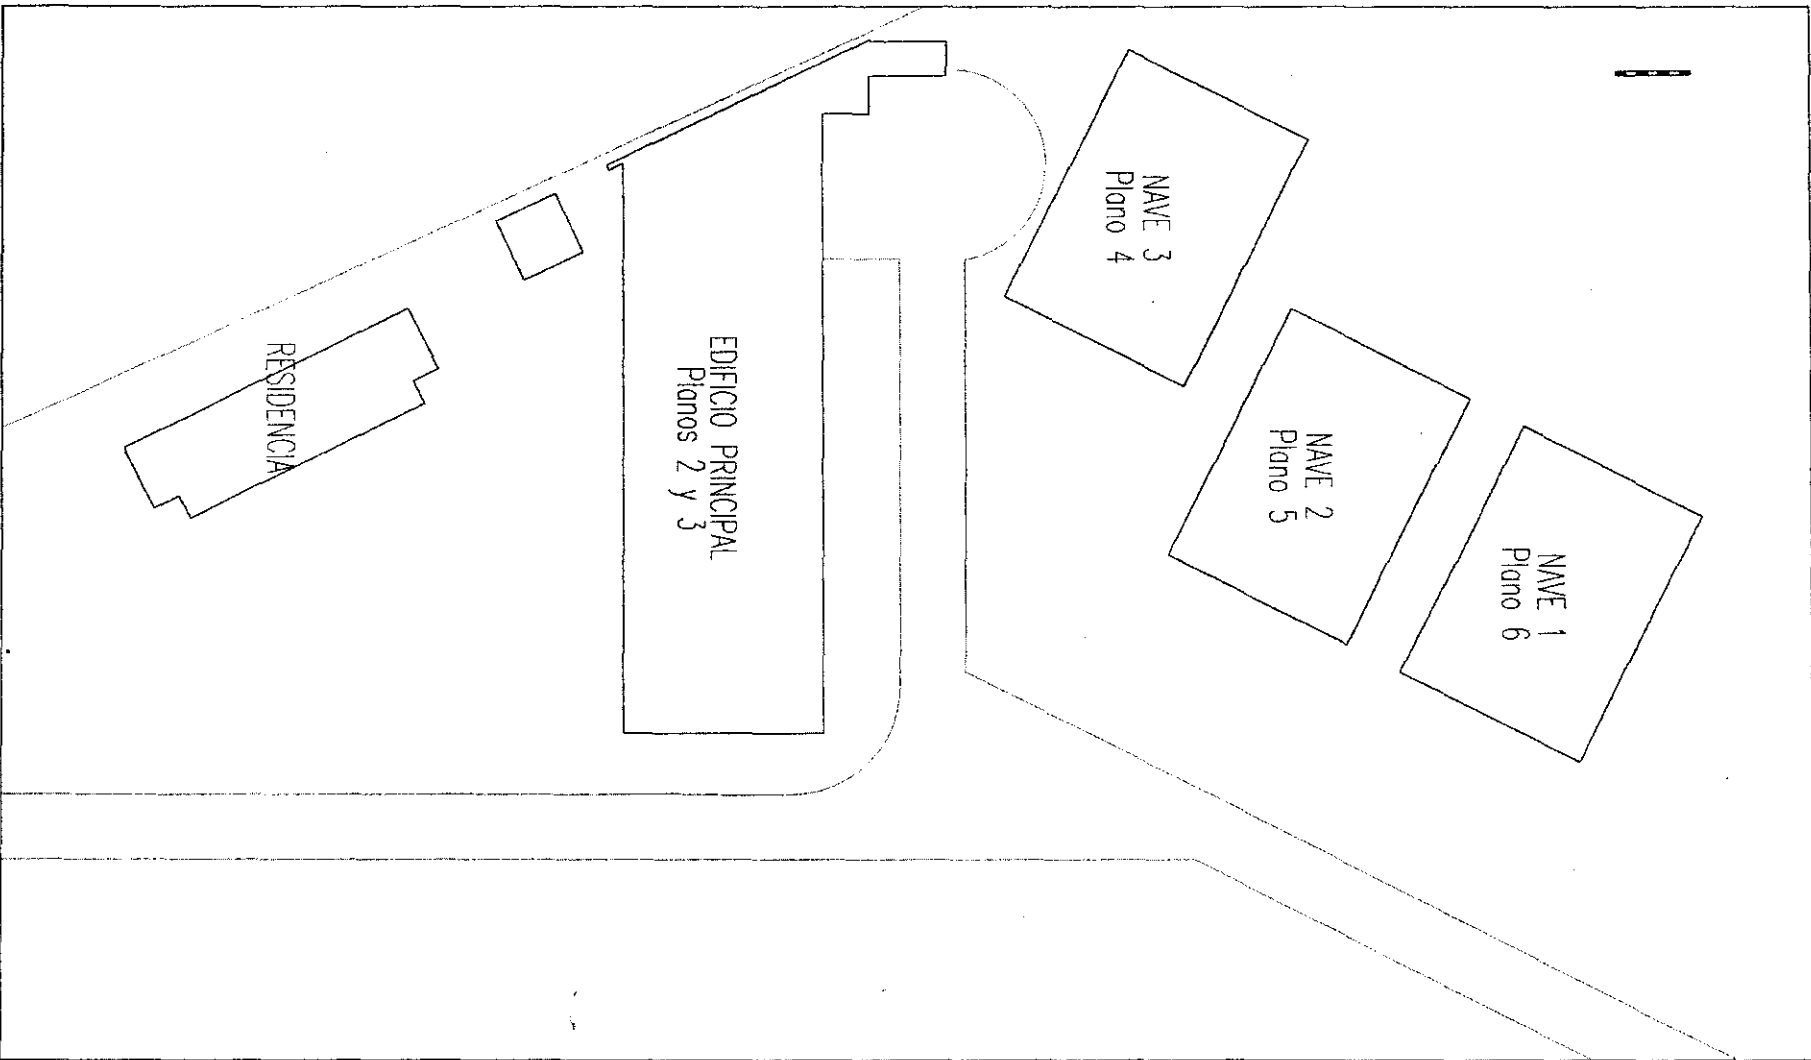 NAVE 1
Plano 6
NAVE 2
Plano 5
NAVE 3
Plano 4
EDIFICIO PRINCIPAL
Planos 2 y 3
RESIDENCIA